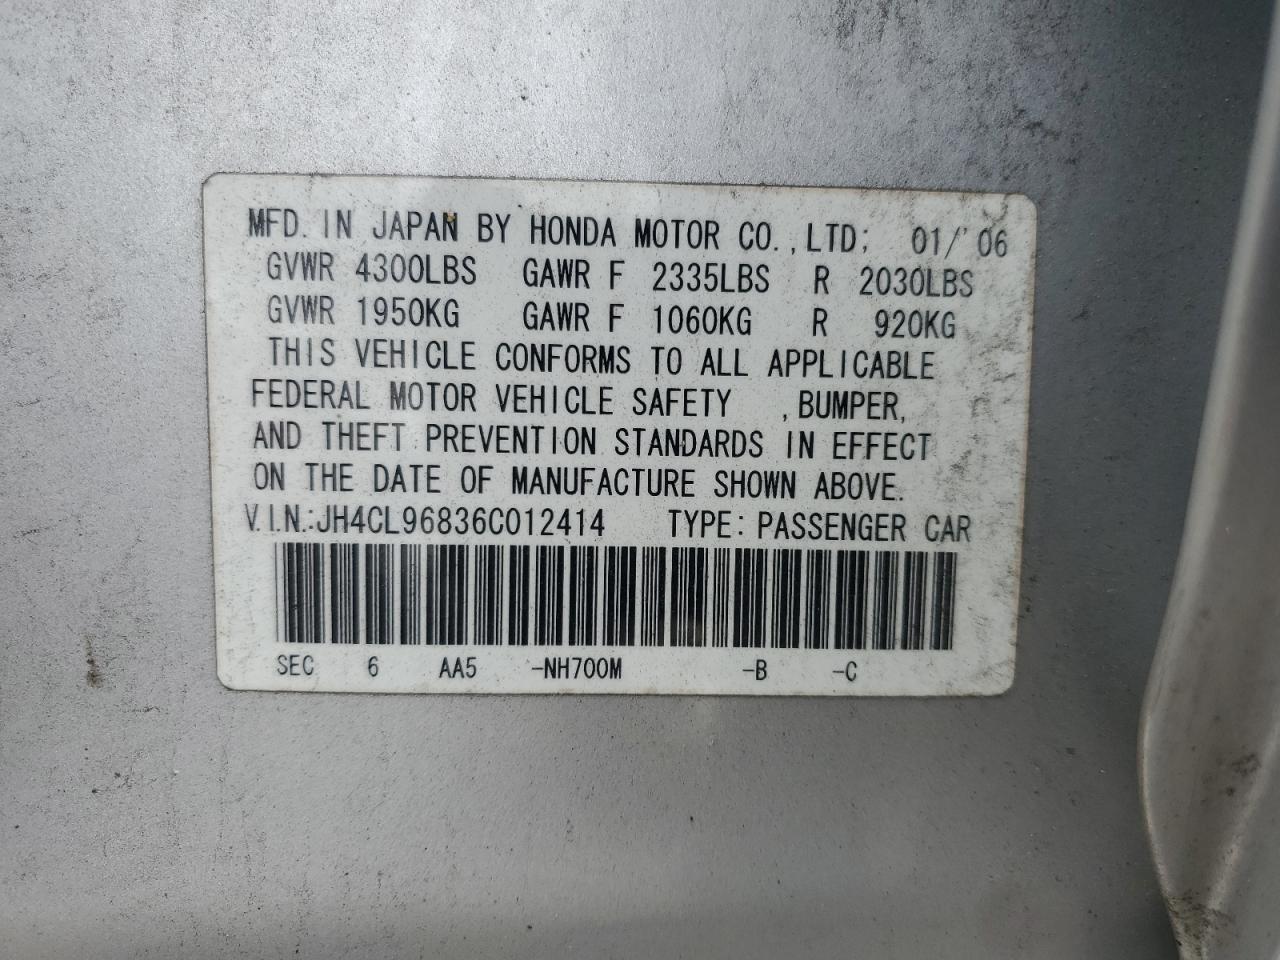 MFD. IN JAPAN BY HONDA MOTOR CO., LTD; 01/'06
GVWR 4300LBS GAWR F 2335LBS R 2030LBS
GVWR 1950KG GAWR F 1060KG R 920KG
THIS VEHICLE CONFORMS TO ALL APPLICABLE
FEDERAL MOTOR VEHICLE SAFETY , BUMPER,
AND THEFT PREVENTION STANDARDS IN EFFECT
ON THE DATE OF MANUFACTURE SHOWN ABOVE.
V.I.N.:JH4CL96836C012414 TYPE: PASSENGER CAR
SEC 6 AA5 -NH700M -B -C